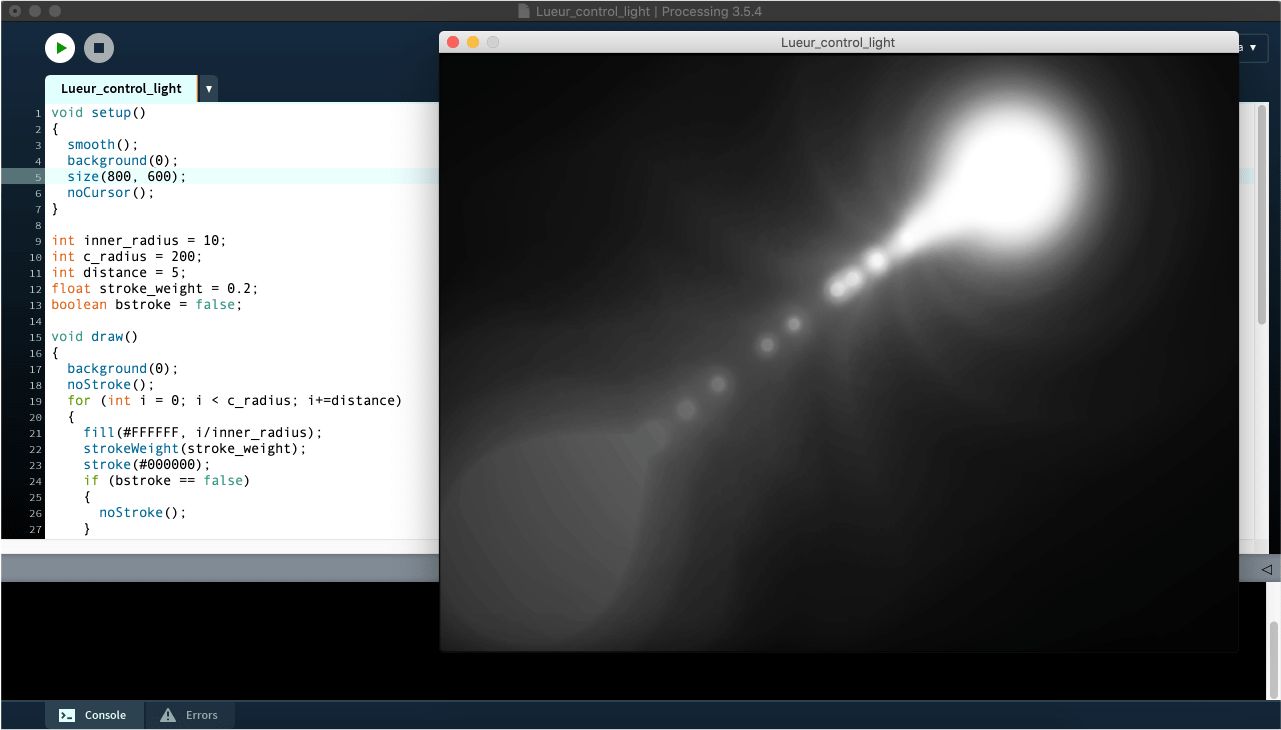 Lueur_control_light | Processing 3.5.4
Lueur_control_light
a ▼
Lueur_control_light ▼
1 void setup()
2 {
3   smooth();
4   background(0);
5   size(800, 600);
6   noCursor();
7 }
8
9 int inner_radius = 10;
10 int c_radius = 200;
11 int distance = 5;
12 float stroke_weight = 0.2;
13 boolean bstroke = false;
14
15 void draw()
16 {
17   background(0);
18   noStroke();
19   for (int i = 0; i < c_radius; i+=distance)
20   {
21     fill(#FFFFFF, i/inner_radius);
22     strokeWeight(stroke_weight);
23     stroke(#000000);
24     if (bstroke == false)
25     {
26       noStroke();
27     }
Console Errors